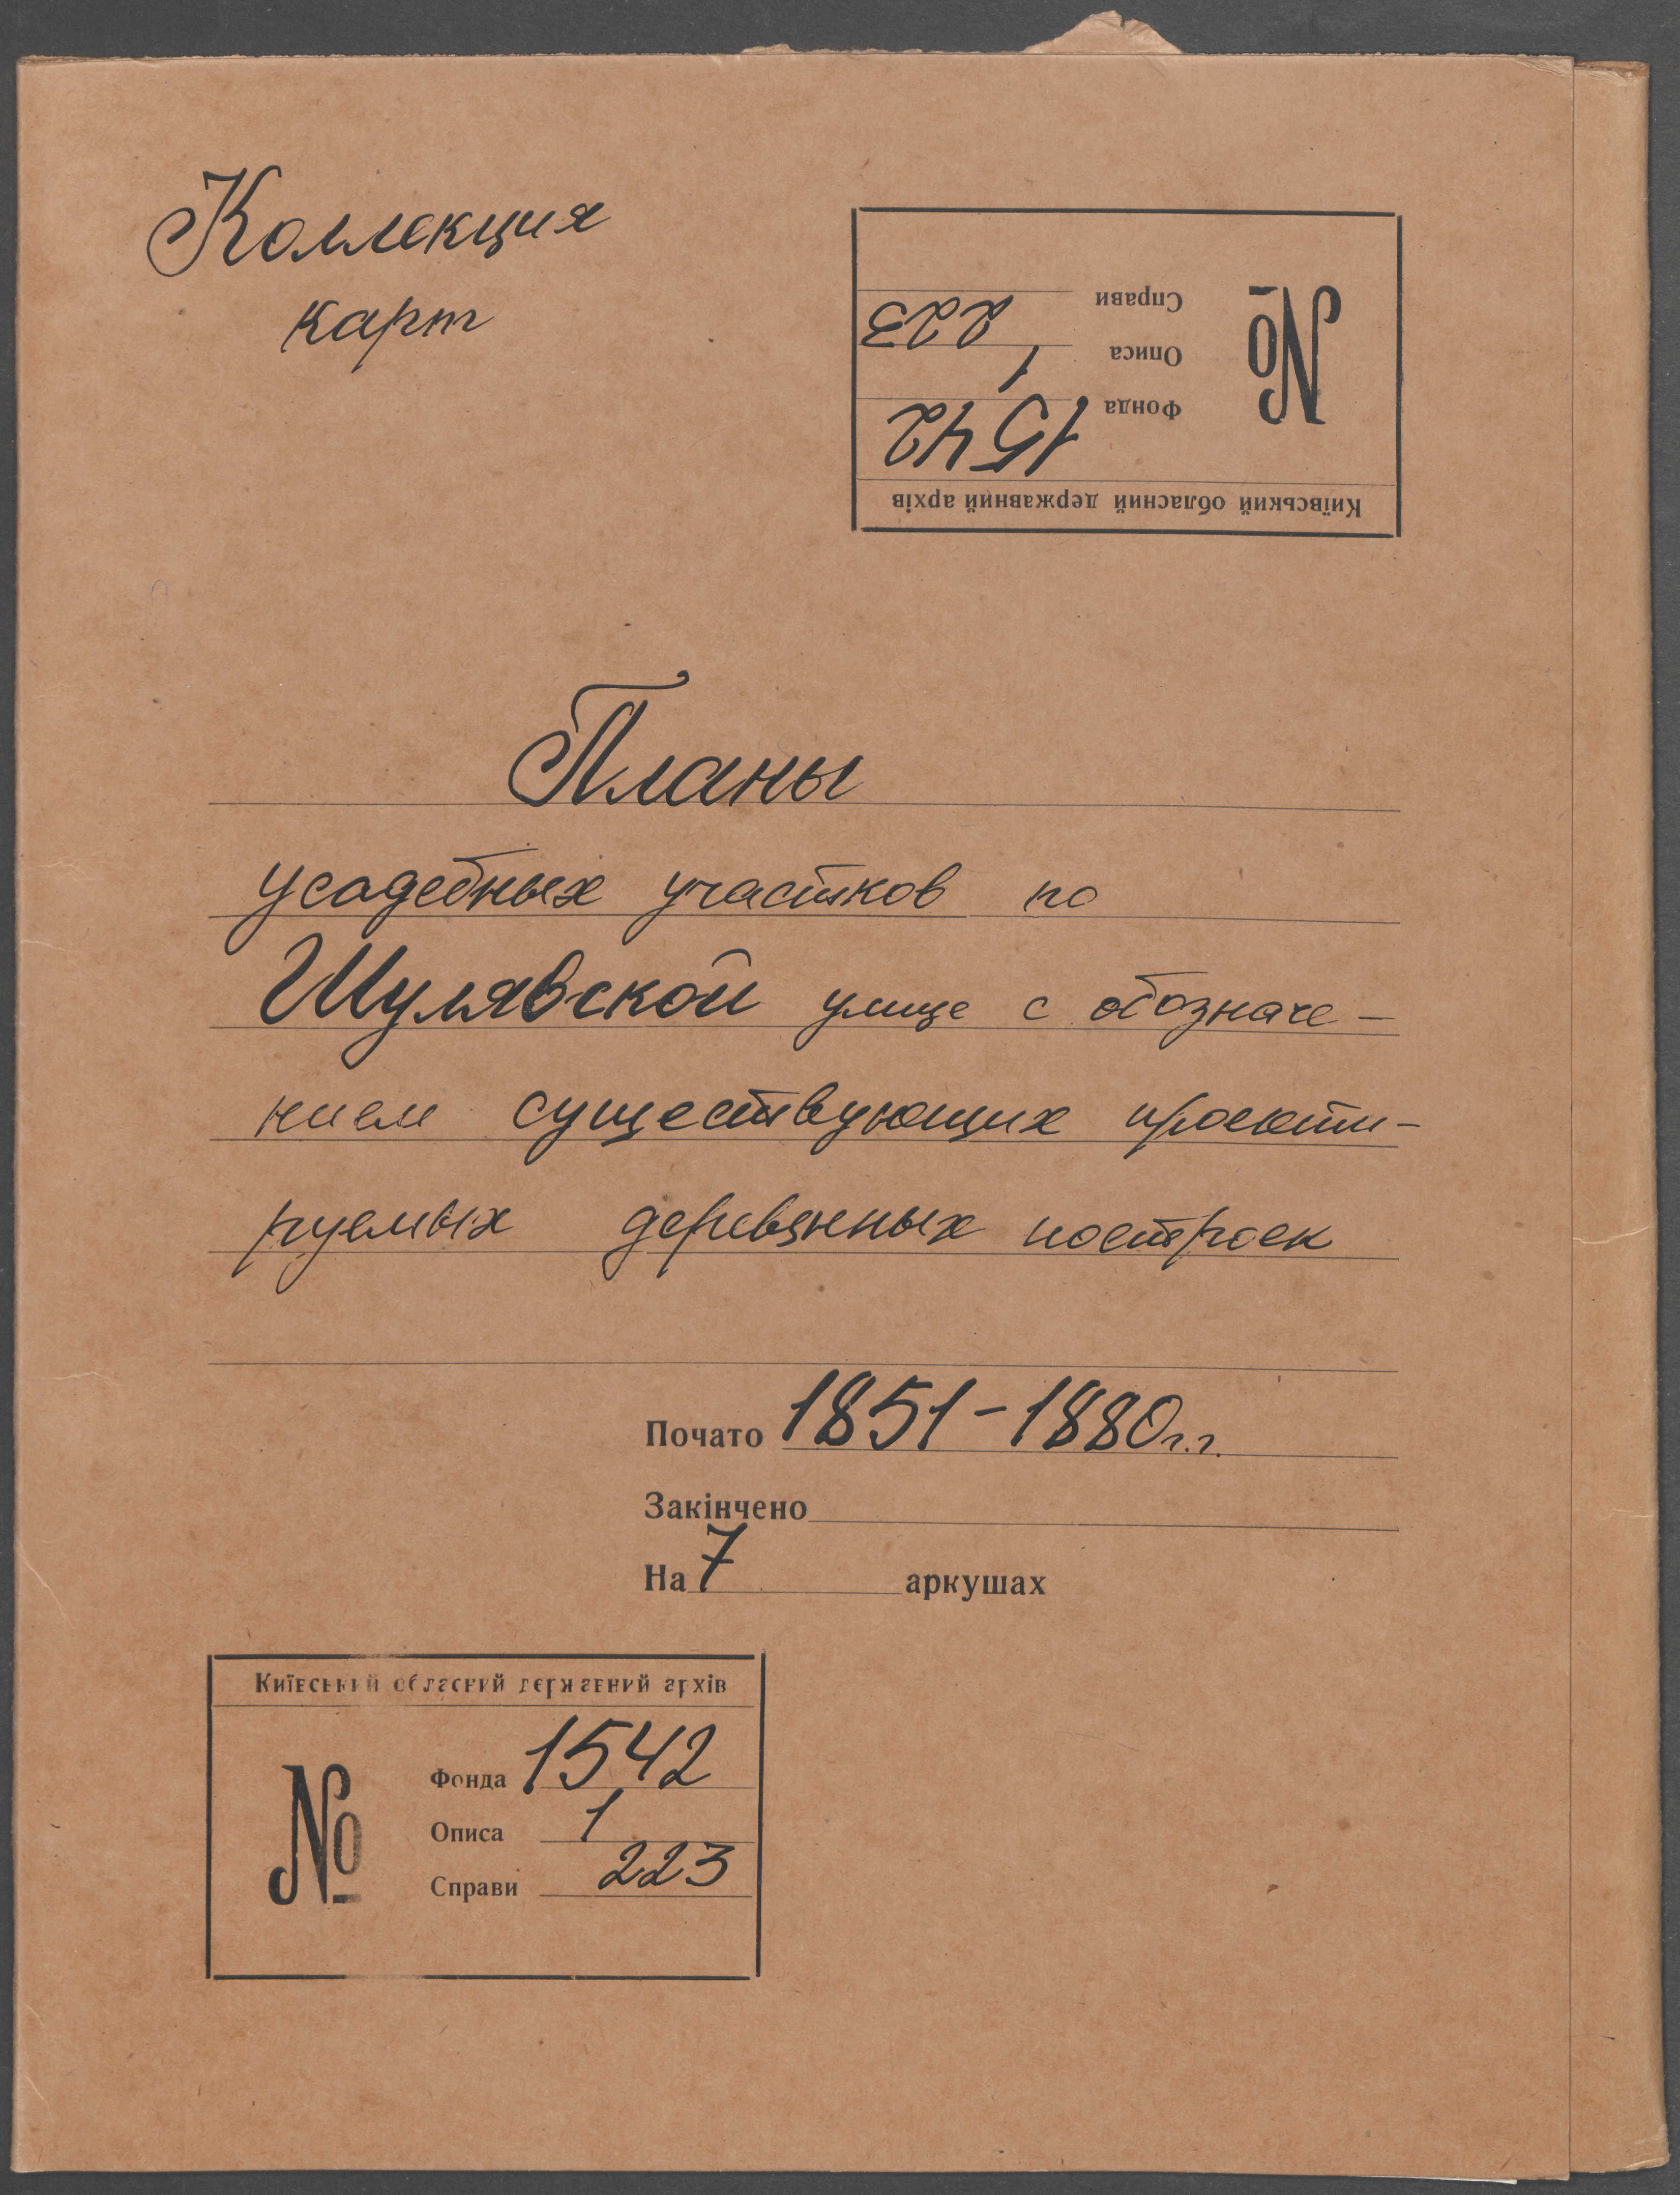 Коллекция
карт
Київський обласний державний архів
№
Фонда 1542
Описа 1
Справи 223
Планы
усадебных участков по
Шулявской улице с обозначе-
нием существующих проекти-
руемых деревянных построек
Почато 1851-1880 г.г.
Закінчено
На 7 аркушах
Київський обласний державний архів
№
Фонда 1542
Описа 1
Справи 223